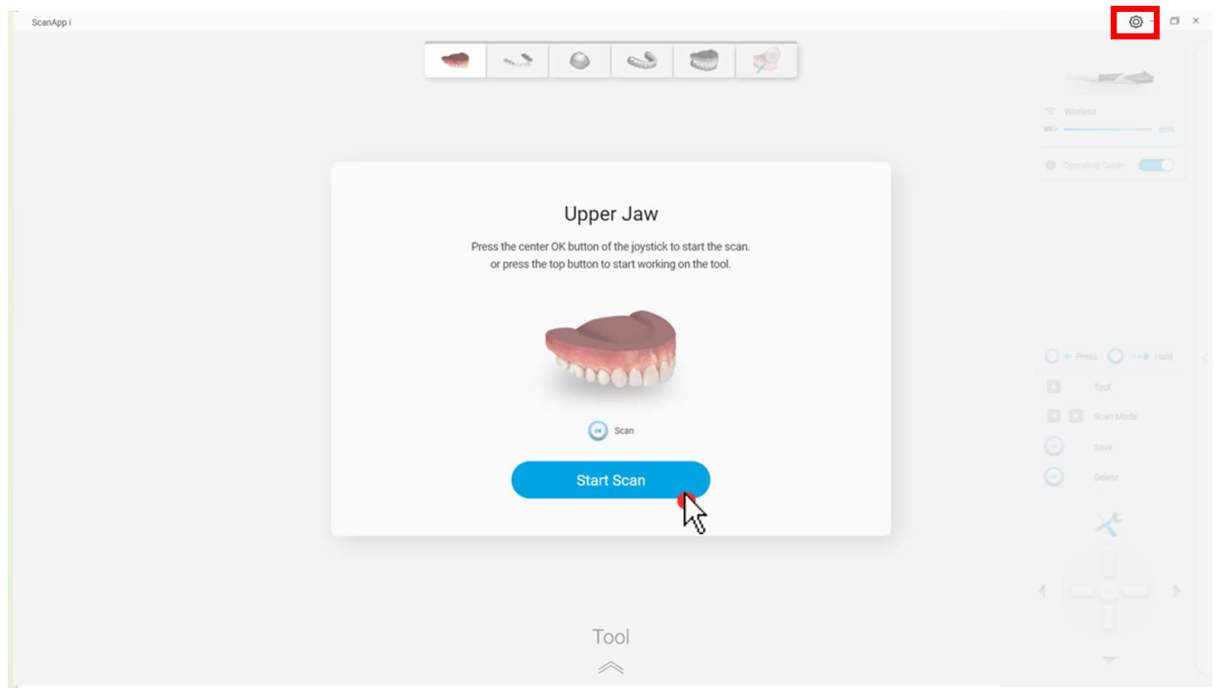 ScanApp i
Wireless
Operating Guide
Upper Jaw
Press the center OK button of the joystick to start the scan.
or press the top button to start working on the tool.
OK Scan
Start Scan
Press Hold
Tool
Scan Mode
Save
Delete
Tool